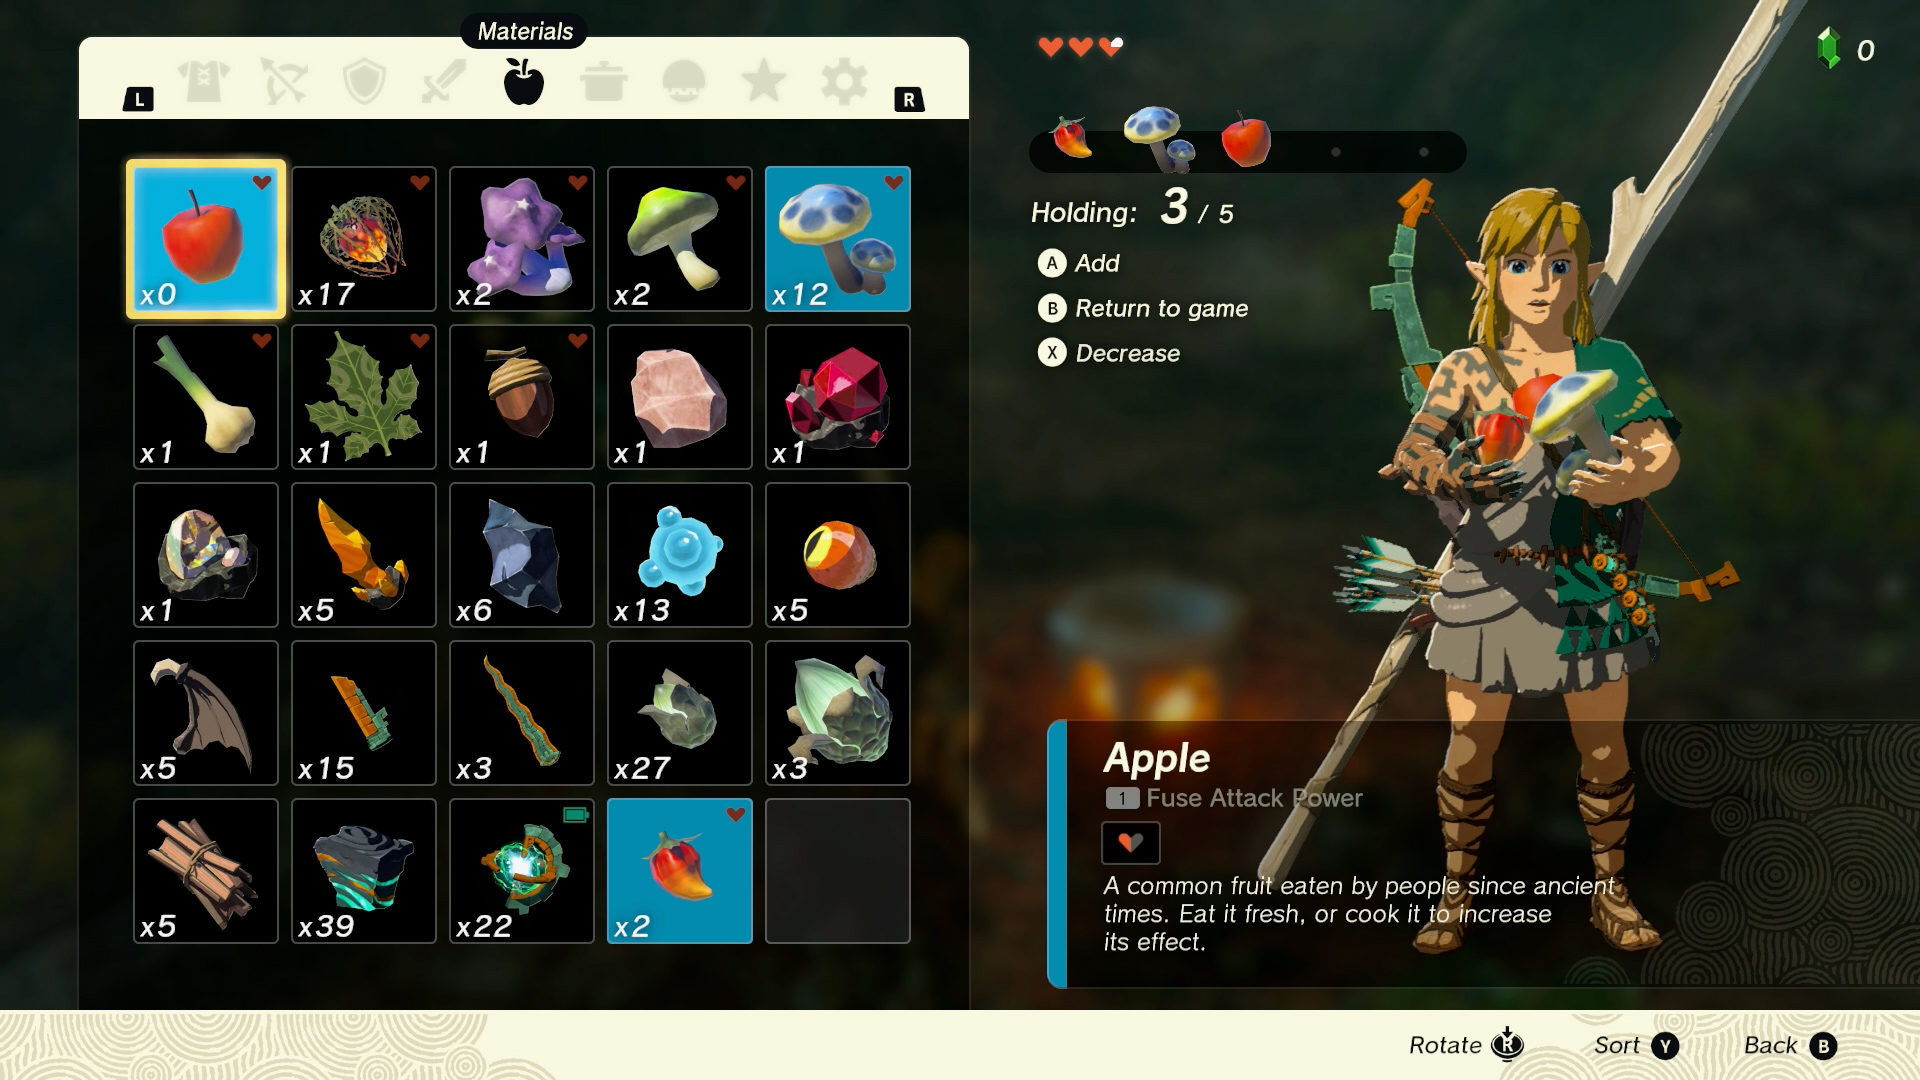 Materials
L
R
0
x0
x17
x2
x2
x12
x1
x1
x1
x1
x1
x1
x5
x6
x13
x5
x5
x15
x3
x27
x3
x5
x39
x22
x2
Holding: 3 / 5
A Add
B Return to game
X Decrease
Apple
1 Fuse Attack Power
A common fruit eaten by people since ancient
times. Eat it fresh, or cook it to increase
its effect.
Rotate R
Sort Y
Back B